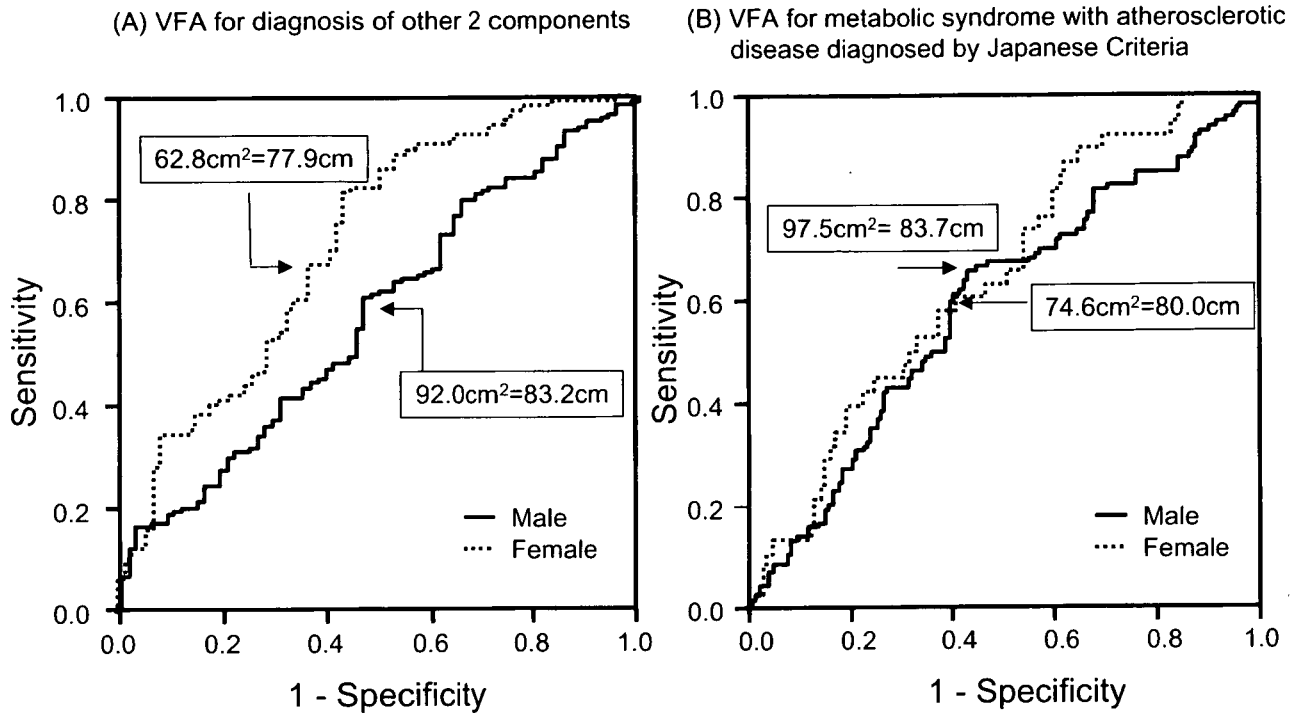 (A) VFA for diagnosis of other 2 components
(B) VFA for metabolic syndrome with atherosclerotic
disease diagnosed by Japanese Criteria
Sensitivity
1.0
0.8
0.6
0.4
0.2
0.0
62.8cm²=77.9cm
92.0cm²=83.2cm
Male
Female
0.0 0.2 0.4 0.6 0.8 1.0
1 - Specificity
Sensitivity
1.0
0.8
0.6
0.4
0.2
0.0
97.5cm²= 83.7cm
74.6cm²=80.0cm
Male
Female
0.0 0.2 0.4 0.6 0.8 1.0
1 - Specificity